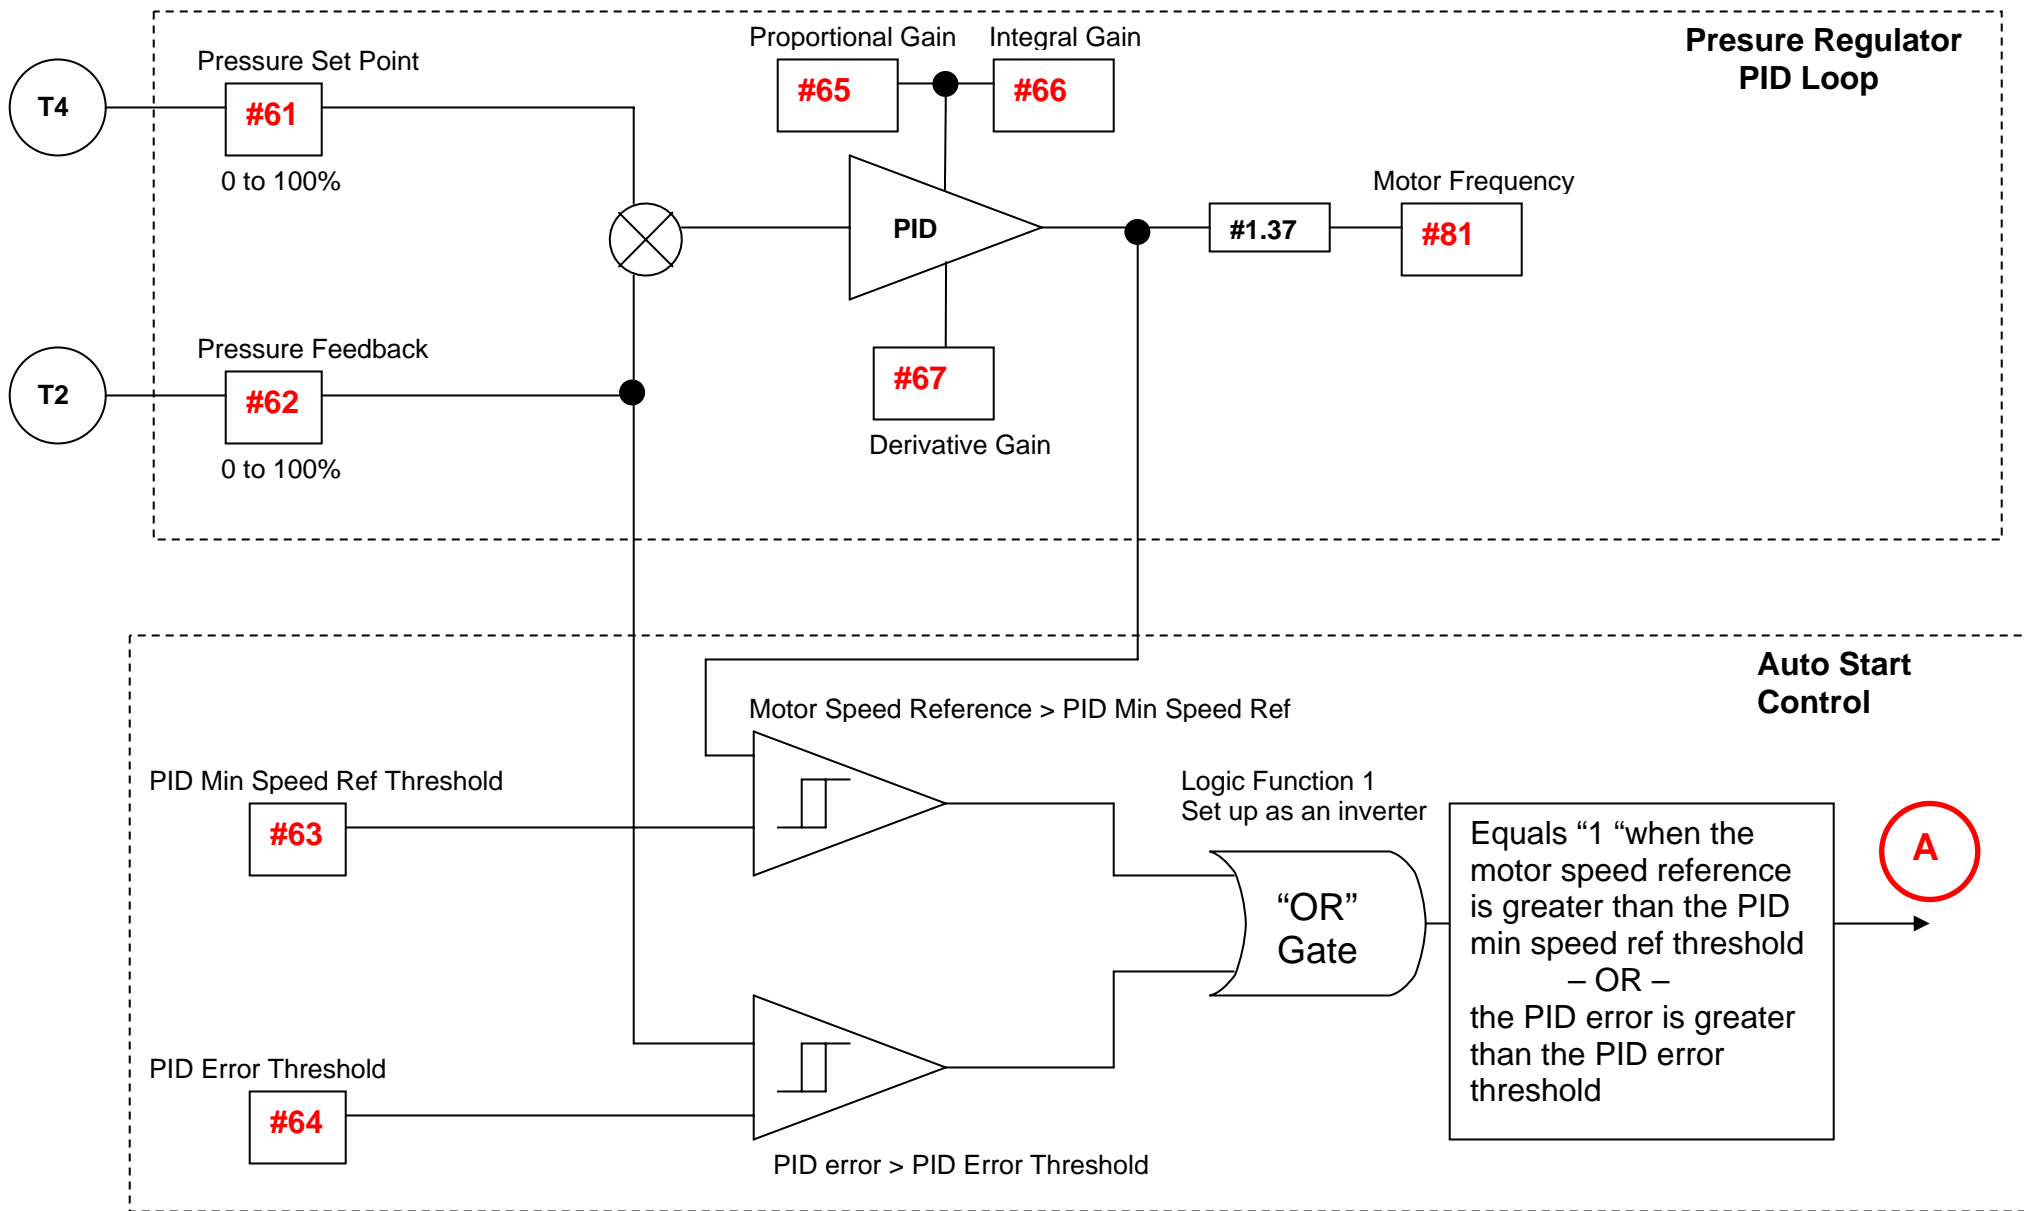 Presure Regulator
PID Loop
Proportional Gain
Integral Gain
Pressure Set Point
T4
#61
0 to 100%
#65
#66
PID
#1.37
Motor Frequency
#81
Pressure Feedback
T2
#62
0 to 100%
#67
Derivative Gain
Auto Start
Control
Motor Speed Reference > PID Min Speed Ref
PID Min Speed Ref Threshold
#63
Logic Function 1
Set up as an inverter
“OR”
Gate
Equals “1 “when the
motor speed reference
is greater than the PID
min speed ref threshold
– OR –
the PID error is greater
than the PID error
threshold
A
PID Error Threshold
#64
PID error > PID Error Threshold